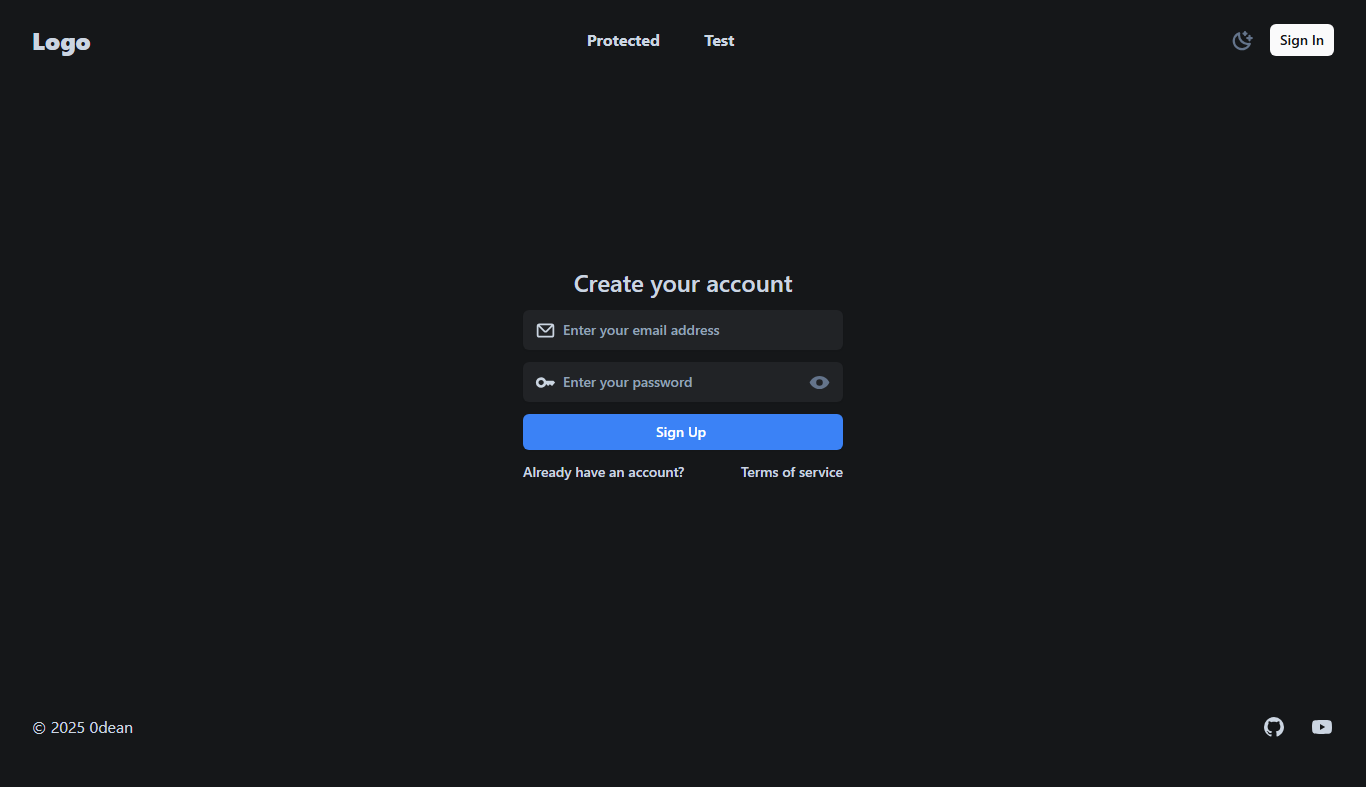 Logo
Protected
Test
Sign In
Create your account
Enter your email address
Enter your password
Sign Up
Already have an account?
Terms of service
© 2025 0dean